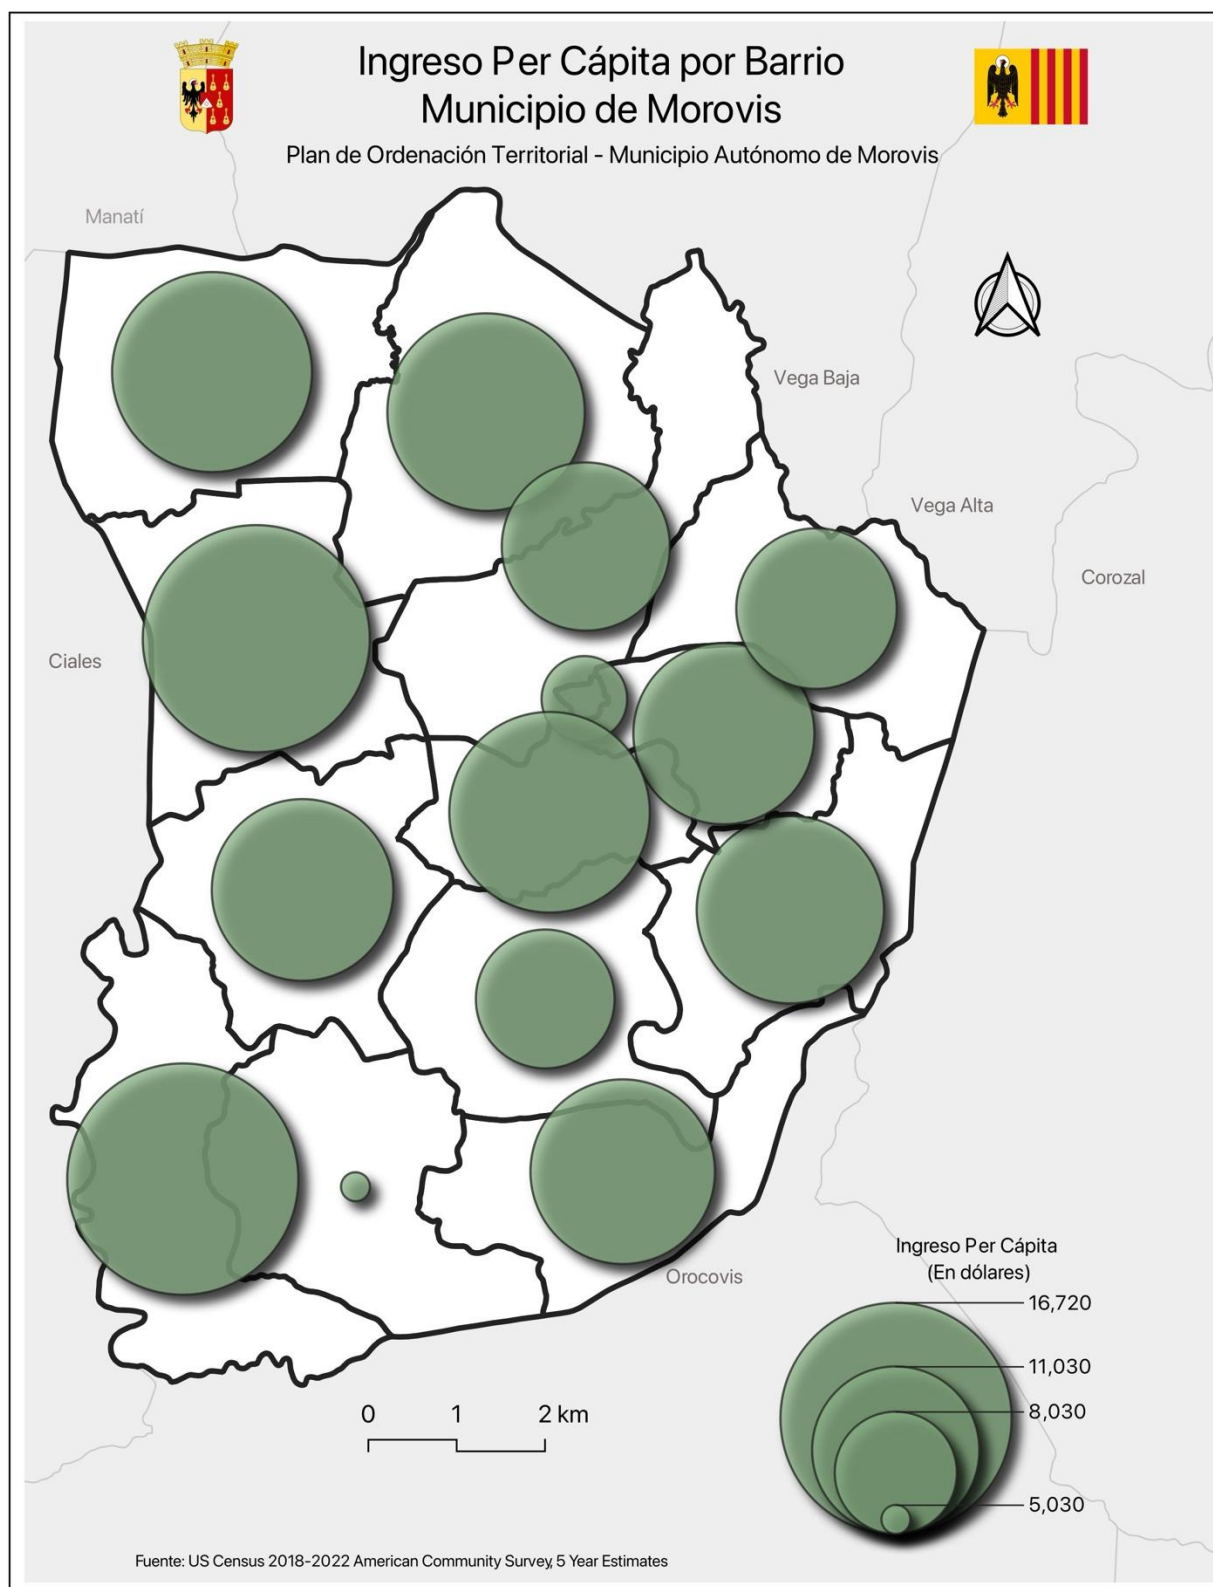 Ingreso Per Cápita por Barrio
Municipio de Morovis
Plan de Ordenación Territorial - Municipio Autónomo de Morovis
Manatí
Vega Baja
Vega Alta
Corozal
Ciales
Orocovis
Ingreso Per Cápita
(En dólares)
16,720
11,030
8,030
5,030
0 1 2 km
Fuente: US Census 2018-2022 American Community Survey, 5 Year Estimates